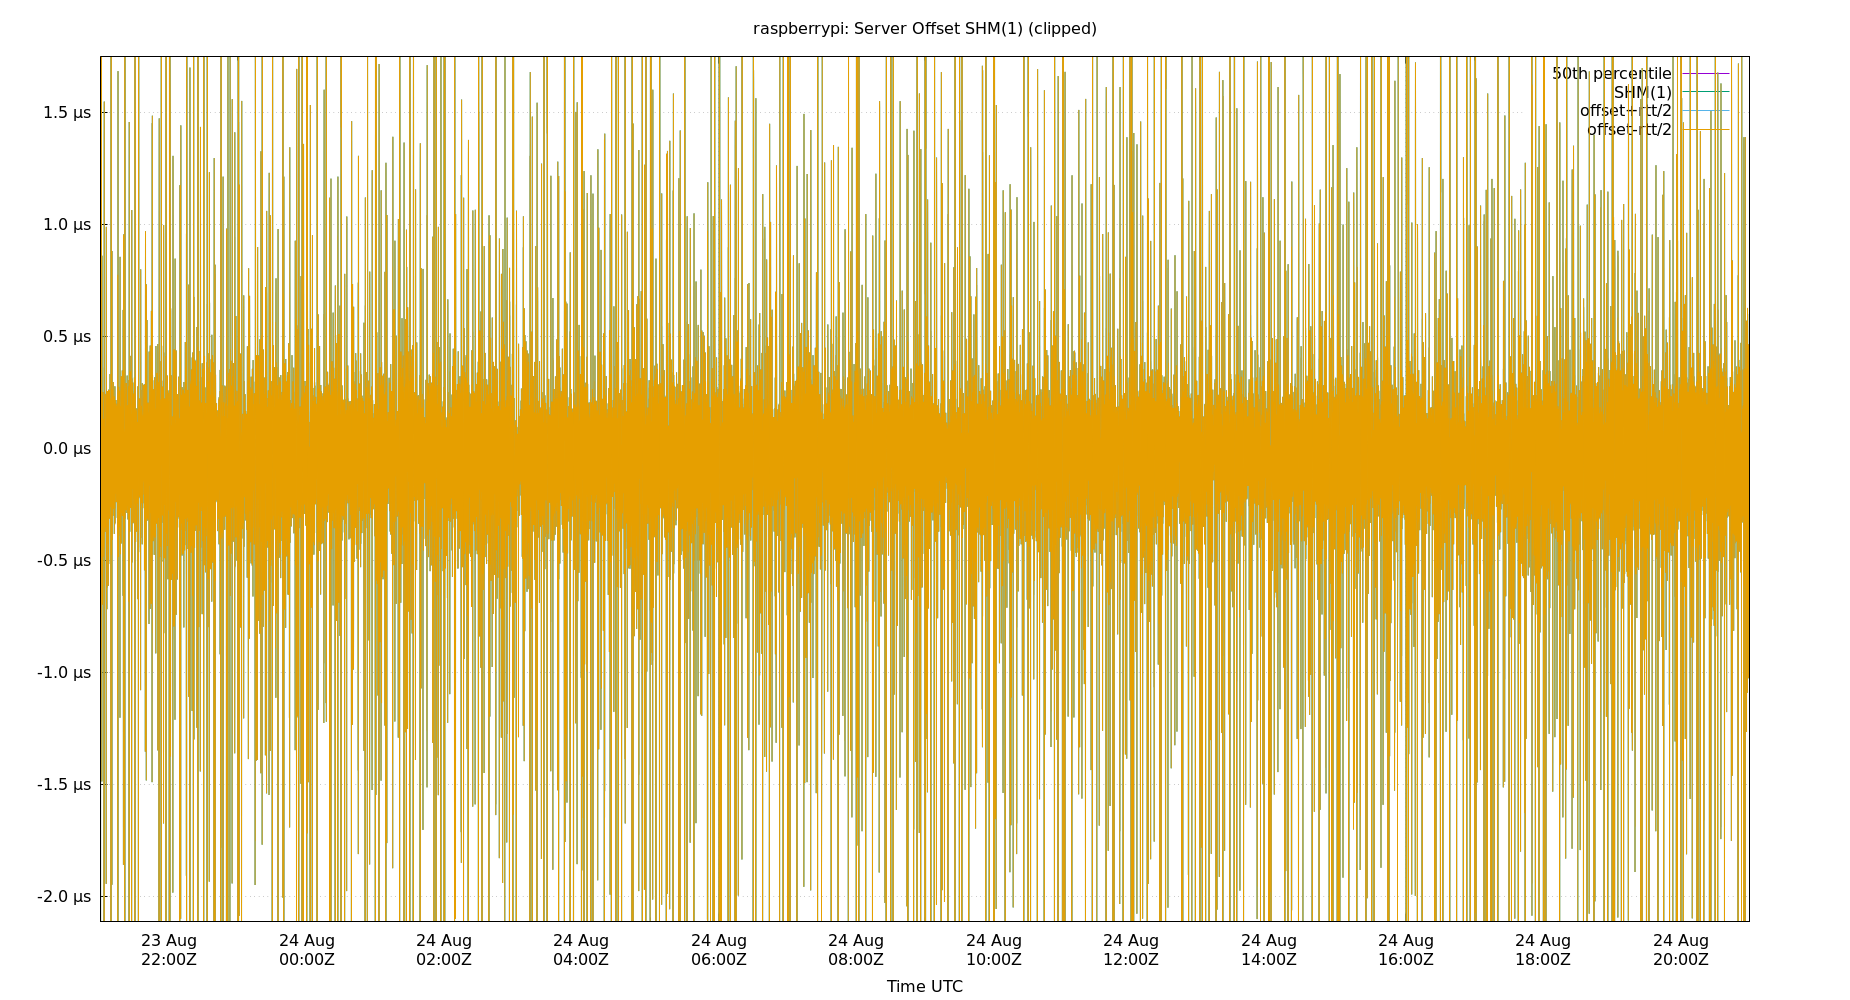 raspberrypi: Server Offset SHM(1) (clipped)
50th percentile
SHM(1)
offset+rtt/2
offset-rtt/2
1.5 μs
1.0 μs
0.5 μs
0.0 μs
-0.5 μs
-1.0 μs
-1.5 μs
-2.0 μs
23 Aug 24 Aug 24 Aug 24 Aug 24 Aug 24 Aug 24 Aug 24 Aug 24 Aug 24 Aug 24 Aug 24 Aug
22:00Z 00:00Z 02:00Z 04:00Z 06:00Z 08:00Z 10:00Z 12:00Z 14:00Z 16:00Z 18:00Z 20:00Z
Time UTC